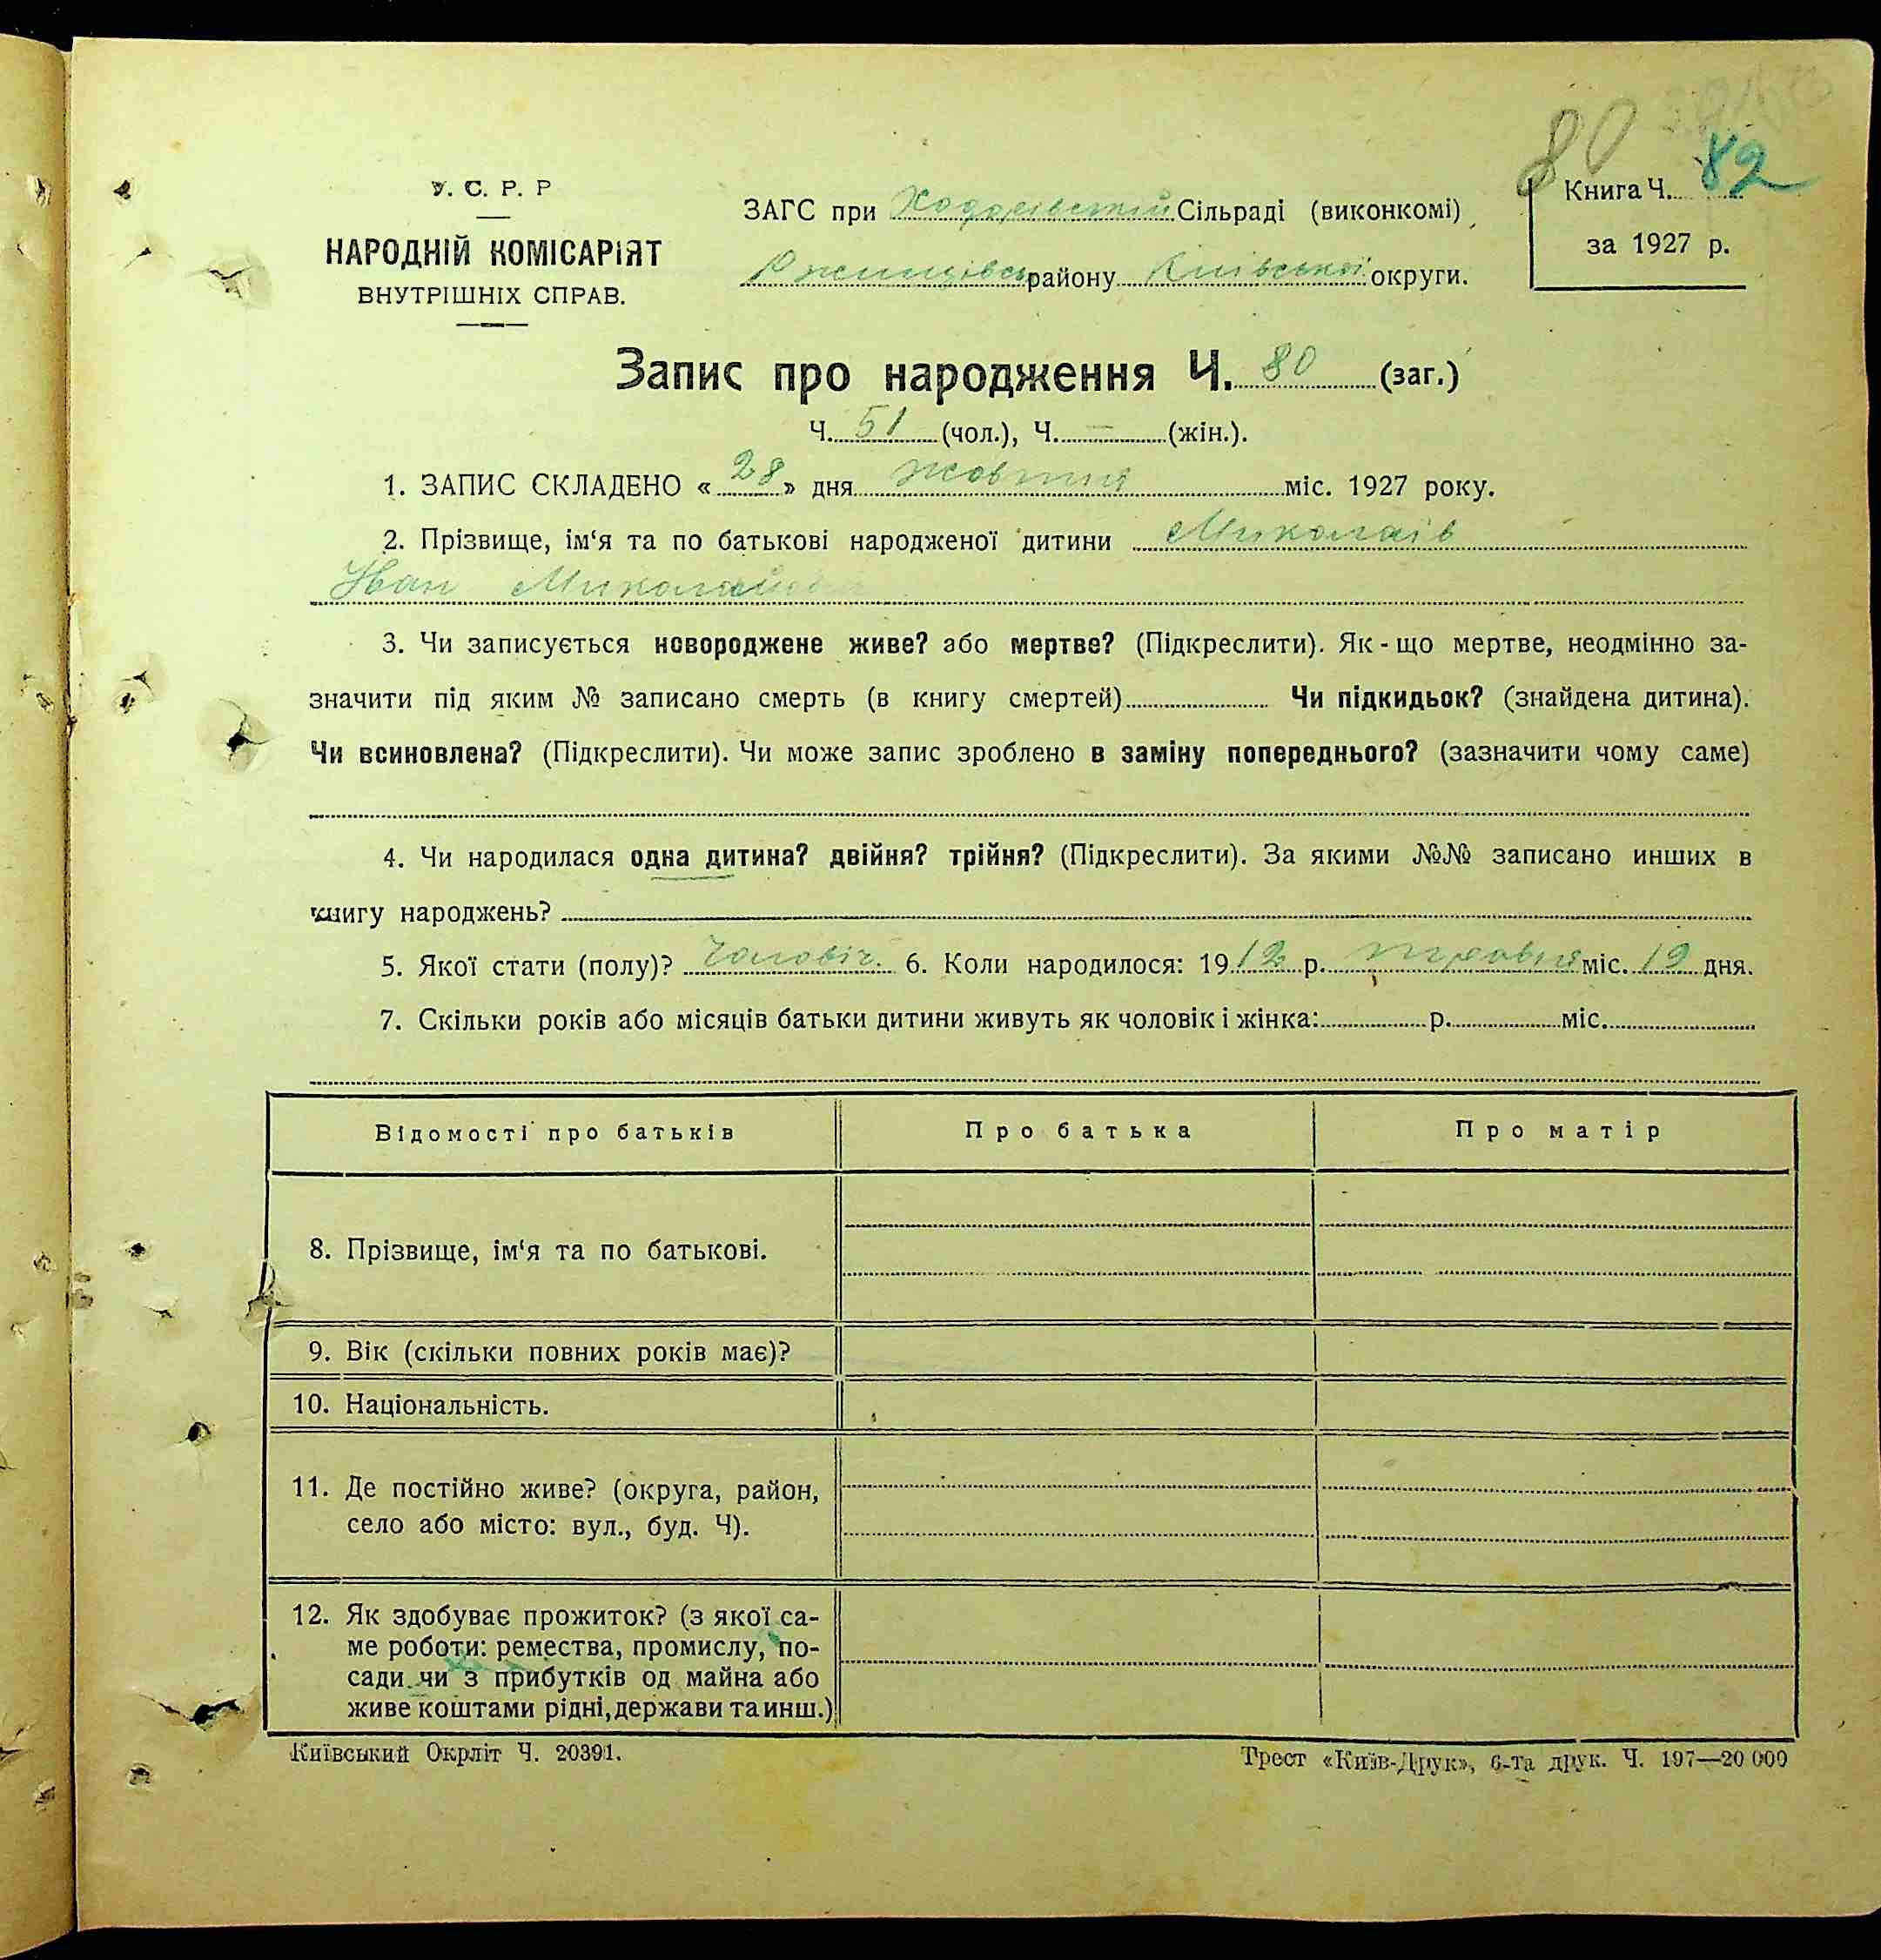 80
82
У. С. Р. Р
НАРОДНІЙ КОМІСАРІЯТ
ВНУТРІШНІХ СПРАВ.
ЗАГС при Ходорівській Сільраді (виконкомі)
району Київської округи.
Книга Ч.
за 1927 р.
Запис про народження Ч. 80 (заг.)
Ч. 51 (чол.), Ч. — (жін.).
1. ЗАПИС СКЛАДЕНО « 28 » дня жовтня міс. 1927 року.
2. Прізвище, ім‘я та по батькові народженої дитини Миколаїв
Іван Миколайович
3. Чи записується новороджене живе? або мертве? (Підкреслити). Як-що мертве, неодмінно за-
значити під яким № записано смерть (в книгу смертей) Чи підкидьок? (знайдена дитина).
Чи всиновлена? (Підкреслити). Чи може запис зроблено в заміну попереднього? (зазначити чому саме)
4. Чи народилася одна дитина? двійня? трійня? (Підкреслити). За якими №№ записано инших в
книгу народжень?
5. Якої стати (полу)? Чоловіч. 6. Коли народилося: 1912 р. травня міс. 19 дня.
7. Скільки років або місяців батьки дитини живуть як чоловік і жінка: р. міс.
Відомості про батьків Про батька Про матір
8. Прізвище, ім‘я та по батькові.
9. Вік (скільки повних років має)?
10. Національність.
11. Де постійно живе? (округа, район,
село або місто: вул., буд. Ч).
12. Як здобуває прожиток? (з якої са-
ме роботи: ремества, промислу, по-
сади чи з прибутків од майна або
живе коштами рідні, держави та инш.)
Київський Окрліт Ч. 20391.
Трест «Київ-Друк», 6-та друк. Ч. 197—20 000